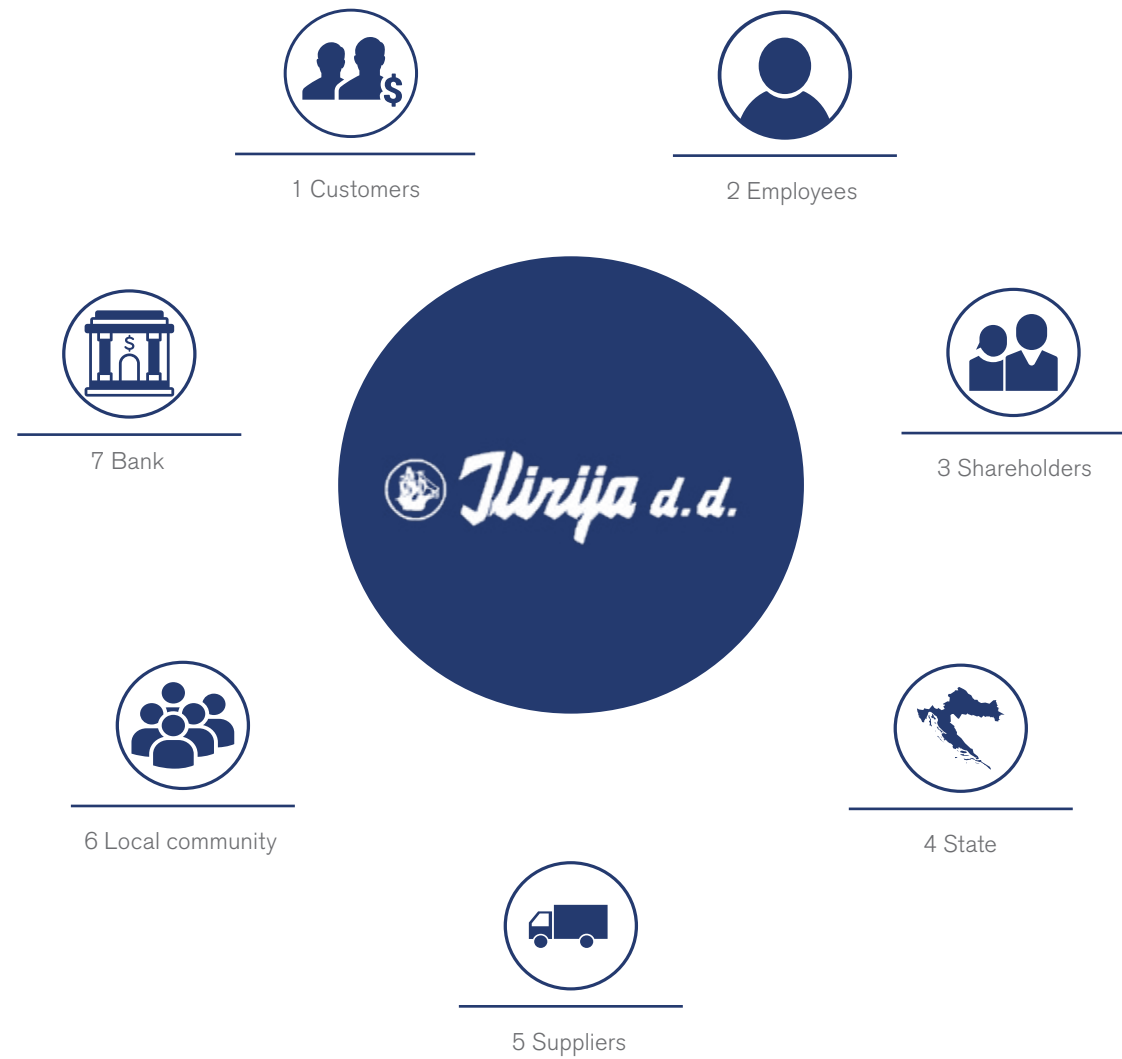 $
1 Customers
2 Employees
$
7 Bank
3 Shareholders
Ilirija d.d.
6 Local community
4 State
5 Suppliers